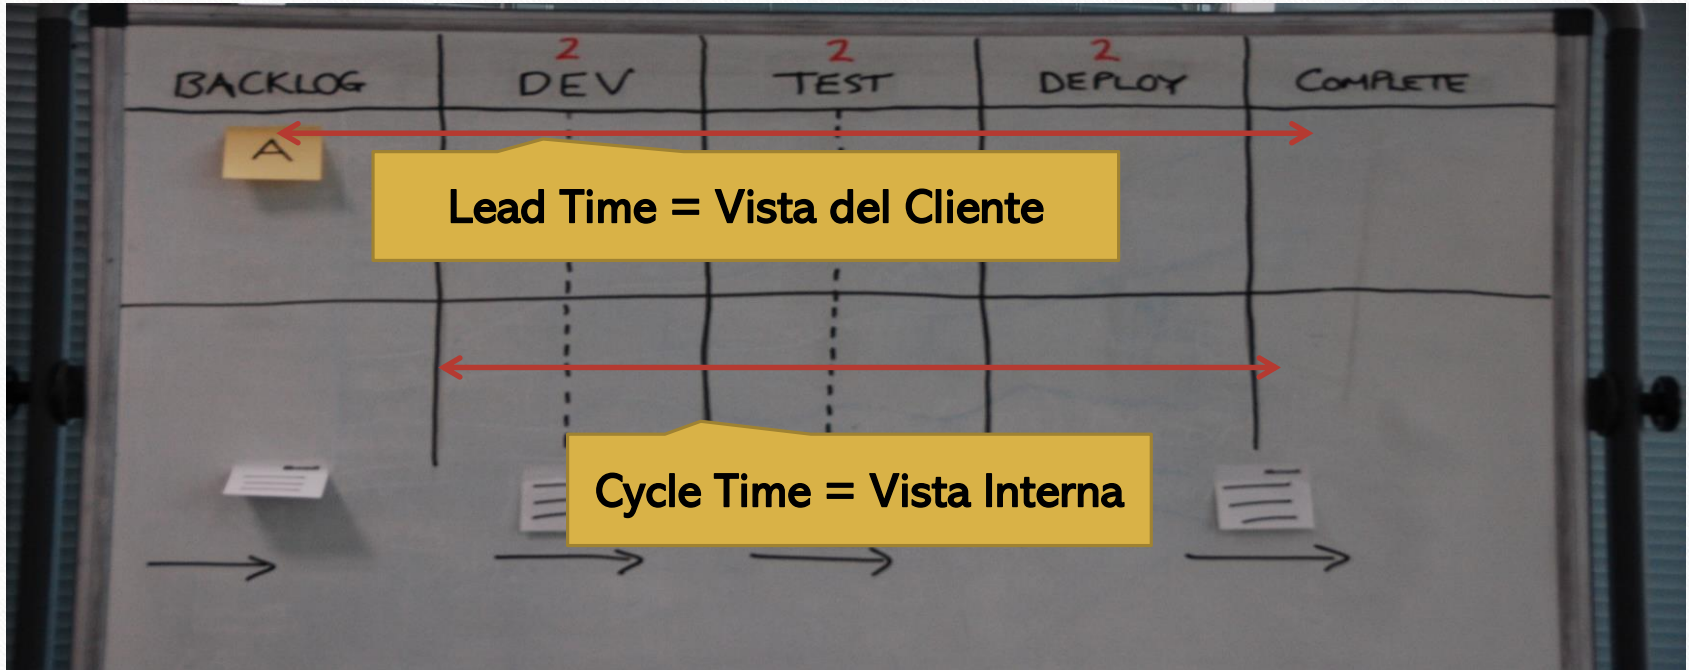 2 2 2
BACKLOG DEV TEST DEPLOY COMPLETE
A
Lead Time = Vista del Cliente
Cycle Time = Vista Interna